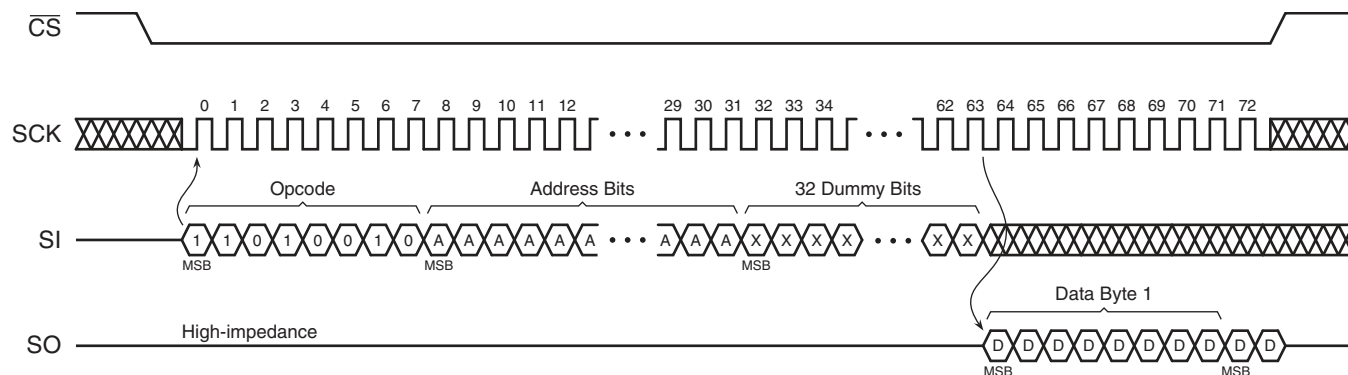 CS
0 1 2 3 4 5 6 7 8 9 10 11 12 29 30 31 32 33 34 62 63 64 65 66 67 68 69 70 71 72
SCK
Opcode Address Bits 32 Dummy Bits
SI 1 1 0 1 0 0 1 0 A A A A A A A A A X X X X X X
MSB MSB MSB
Data Byte 1
High-impedance
SO D D D D D D D D D D
MSB MSB